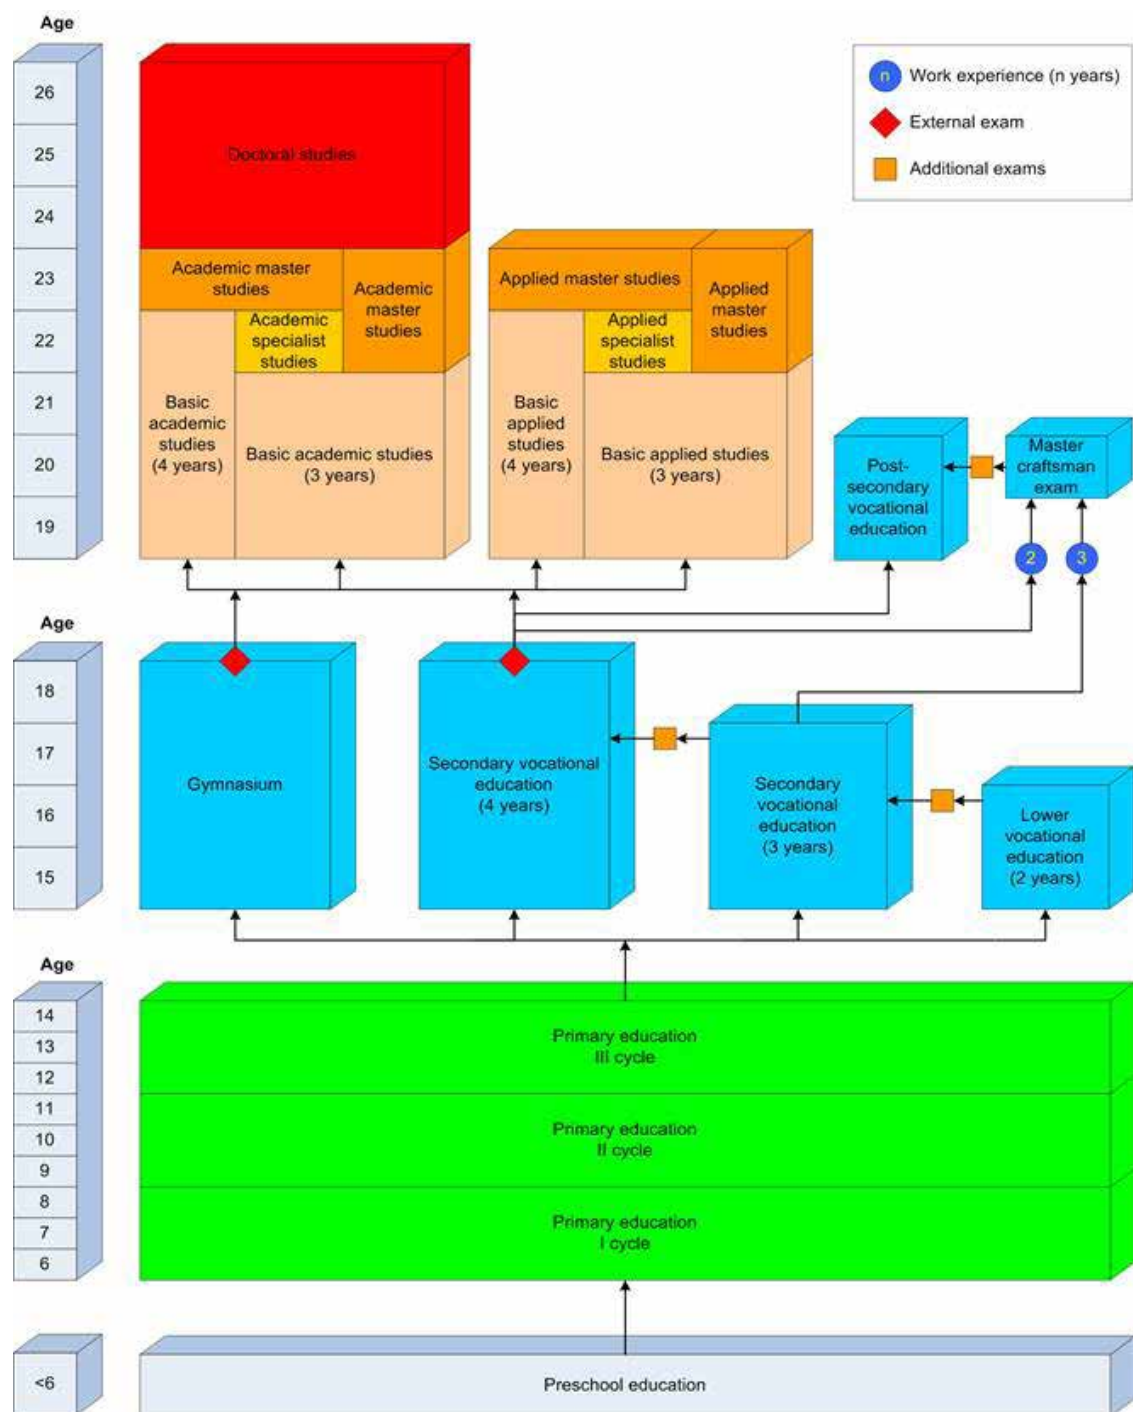 Age
26
25
24
23
22
21
20
19
Doctoral studies
Academic master
studies
Academic
master
studies
Academic
specialist
studies
Basic
academic
studies
(4 years)
Basic academic studies
(3 years)
Applied master studies
Applied
master
studies
Applied
specialist
studies
Basic
applied
studies
(4 years)
Basic applied studies
(3 years)
n Work experience (n years)
External exam
Additional exams
Post-
secondary
vocational
education
Master
craftsman
exam
2
3
Age
18
17
16
15
Gymnasium
Secondary vocational
education
(4 years)
Secondary
vocational
education
(3 years)
Lower
vocational
education
(2 years)
Age
14
13
12
11
10
9
8
7
6
Primary education
III cycle
Primary education
II cycle
Primary education
I cycle
<6
Preschool education